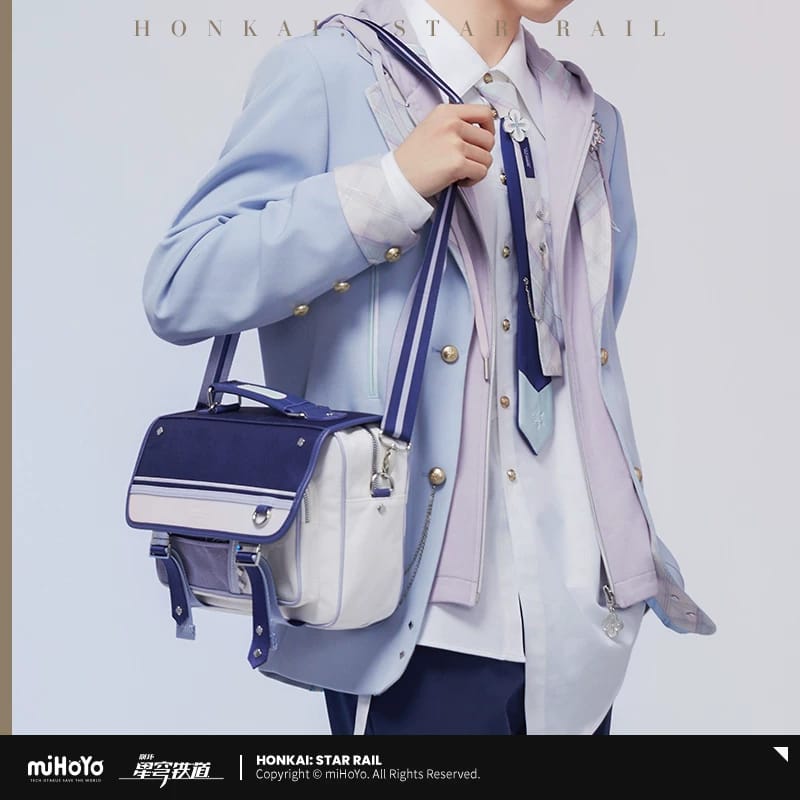 HONKAI: STAR RAIL
miHoYo
TECH OTAKUS SAVE THE WORLD
崩坏
星穹铁道
HONKAI: STAR RAIL
Copyright © miHoYo. All Rights Reserved.